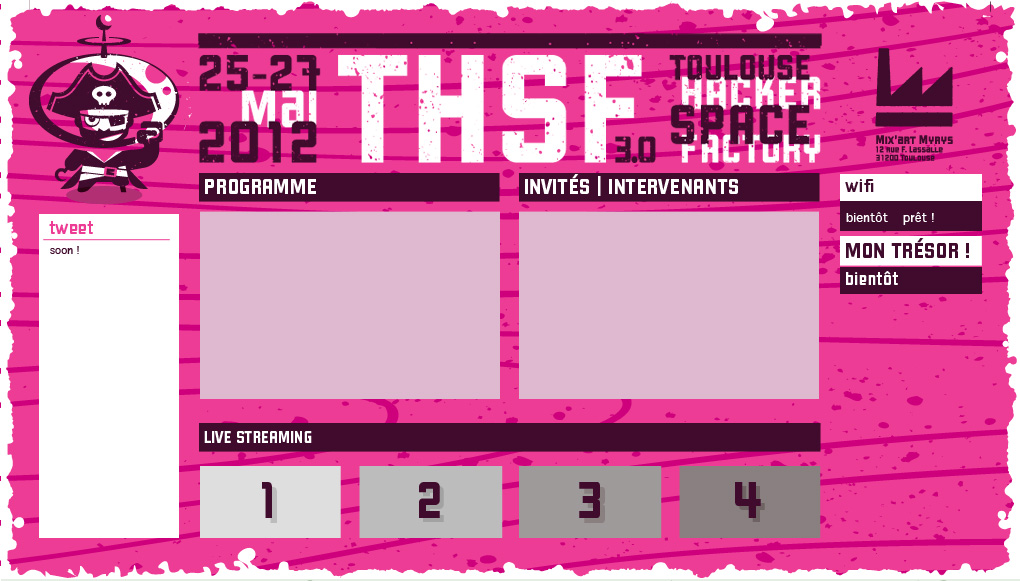 25-27
Mai
2012
THSF
3.0
TOULOUSE
HACKER
SPACE
FACTORY
Mix'art Myrys
12 rue F. Lassalle
31200 Toulouse
PROGRAMME
INVITÉS | INTERVENANTS
wifi
bientôt prêt !
MON TRÉSOR !
bientôt
tweet
soon !
LIVE STREAMING
1
2
3
4